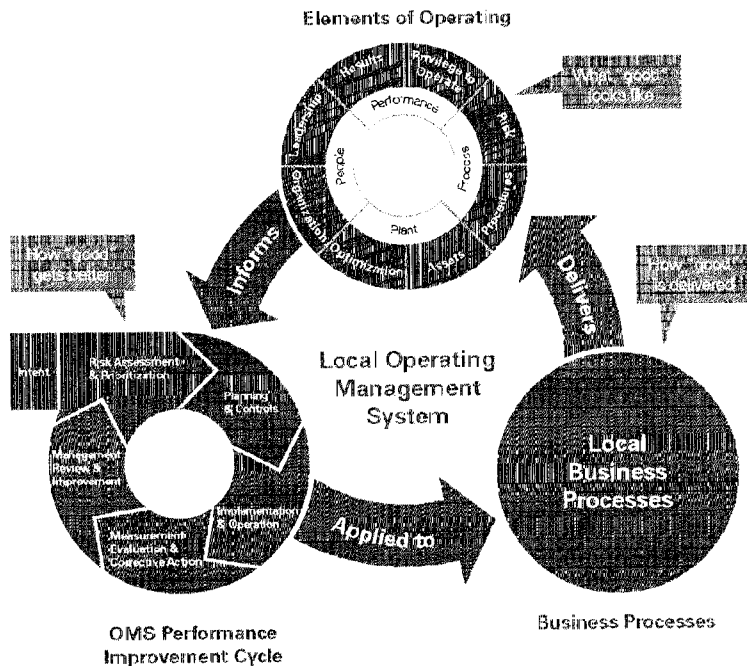 Elements of Operating
Results
Privilege to
Operate
Risk
Procedures
Assets
Optimization
Organization
Leadership
Performance
Process
Plant
People
What "good"
looks like
How "good"
gets better
How "good"
is delivered
Informs
Delivers
Applied to
Local Operating
Management
System
Intent
Risk Assessment
& Prioritization
Planning
& Controls
Implementation
& Operation
Measurement,
Evaluation &
Corrective Action
Management
Review &
Improvement
Local
Business
Processes
OMS Performance
Improvement Cycle
Business Processes